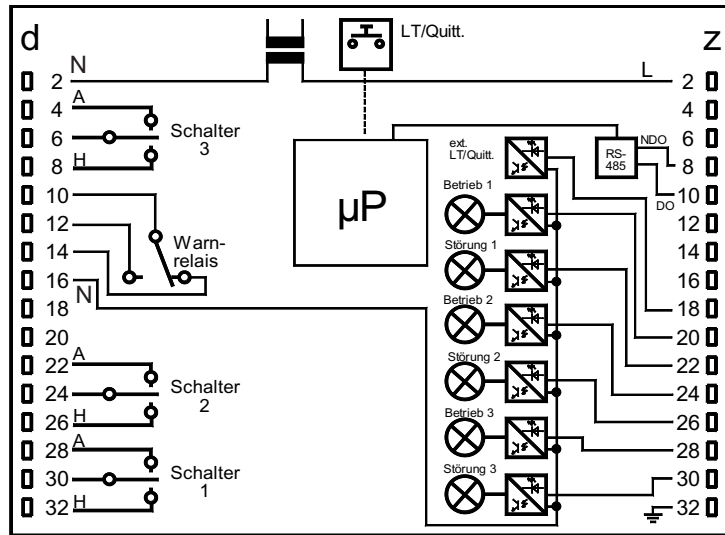 d
z
LT/Quitt.
N
L
2
2
A
4
4
6
Schalter
3
6
NDO
H
8
RS-
485
8
ext.
LT/Quitt.
µP
10
DO
10
Betrieb 1
12
12
Warn-
relais
14
14
Störung 1
16
16
N
18
18
Betrieb 2
20
20
A
22
22
Störung 2
24
Schalter
2
24
H
26
26
Betrieb 3
A
28
28
Störung 3
30
Schalter
1
30
H
32
32